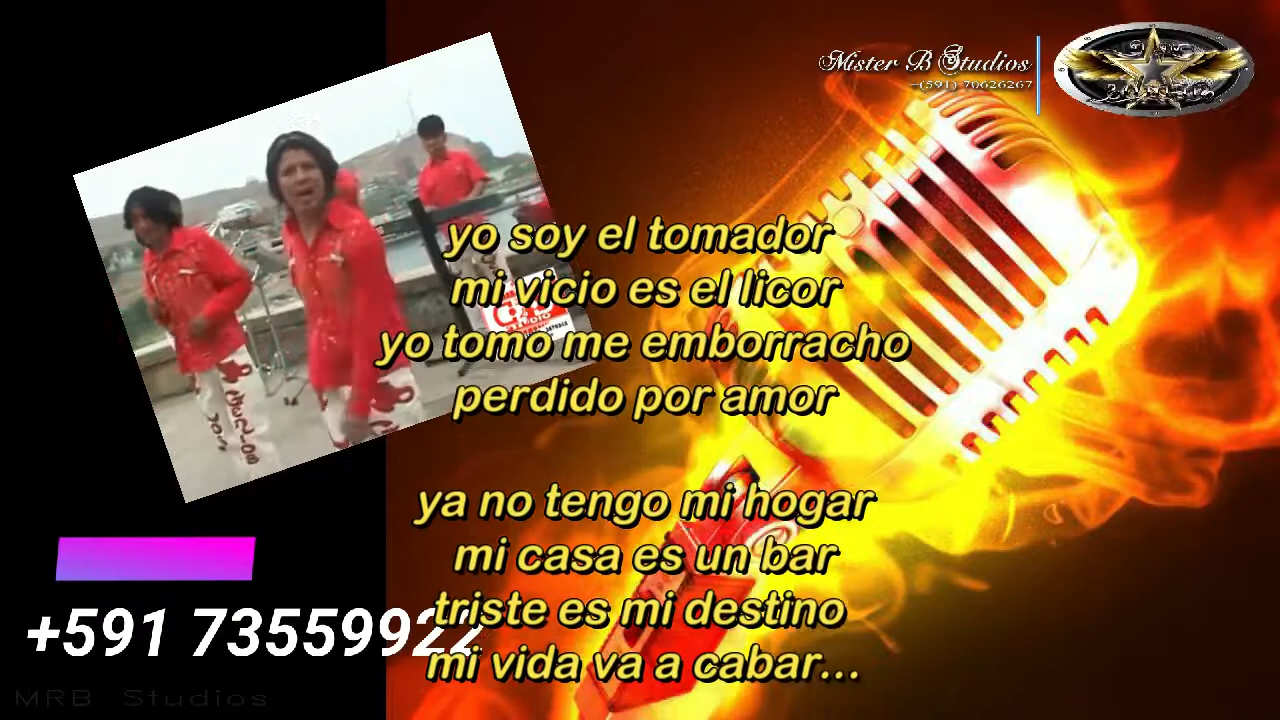 Mister B Studios
+(591) 70626267
yo soy el tomador
mi vicio es el licor
yo tomo me emborracho
perdido por amor
ya no tengo mi hogar
mi casa es un bar
triste es mi destino
mi vida va a cabar...
+591 73559922
MRB Studios